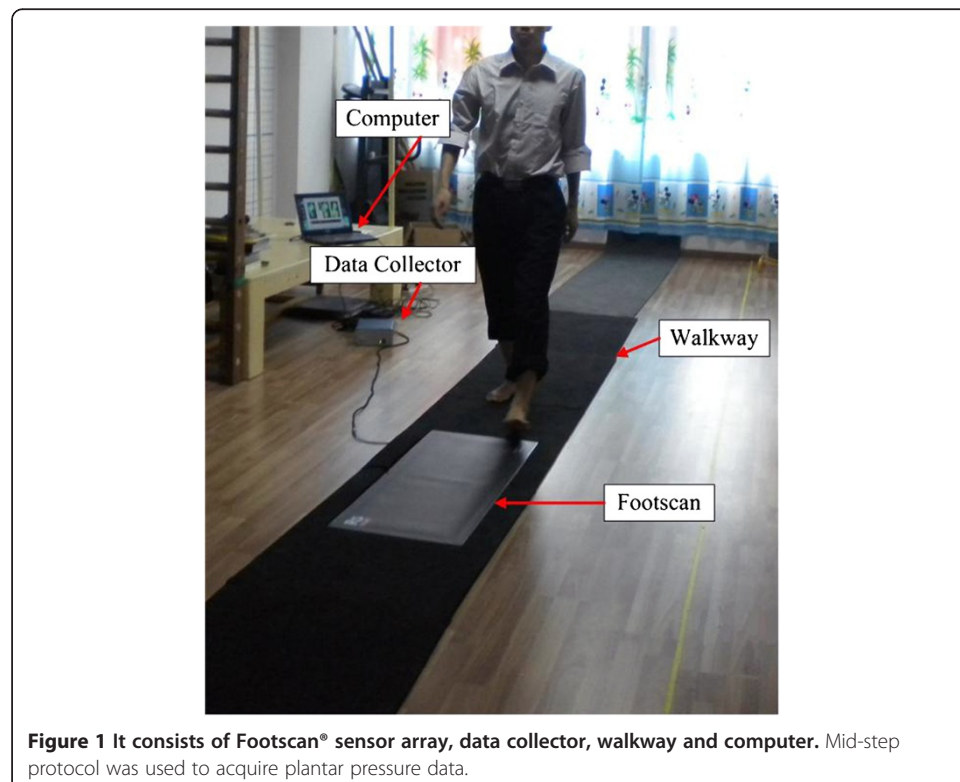 Computer
Data Collector
Walkway
Footscan
Figure 1 It consists of Footscan® sensor array, data collector, walkway and computer. Mid-step
protocol was used to acquire plantar pressure data.